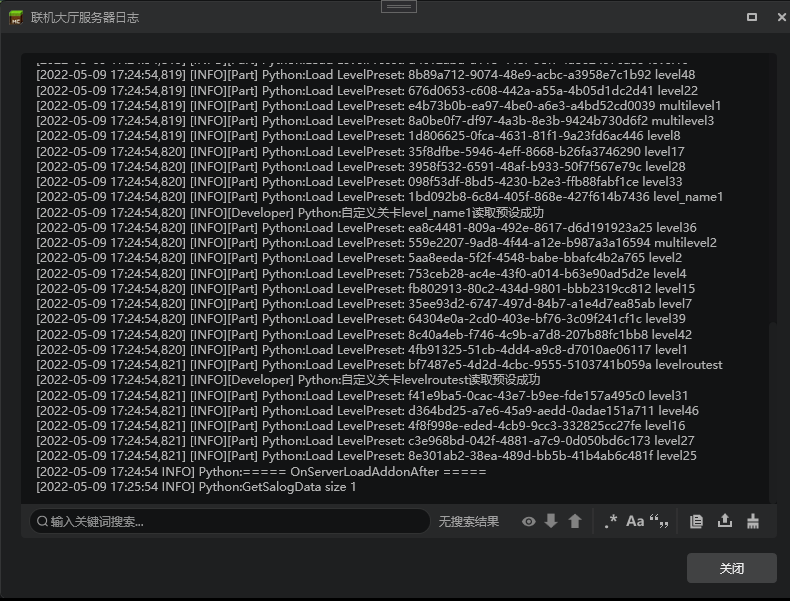 联机大厅服务器日志
[2022-05-09 17:24:54,819] [INFO][Part] Python:Load LevelPreset: 8b89a712-9074-48e9-acbc-a3958e7c1b92 level48
[2022-05-09 17:24:54,819] [INFO][Part] Python:Load LevelPreset: 676d0653-c608-442a-a55a-4b05d1dc2d41 level22
[2022-05-09 17:24:54,819] [INFO][Part] Python:Load LevelPreset: e4b73b0b-ea97-4be0-a6e3-a4bd52cd0039 multilevel1
[2022-05-09 17:24:54,819] [INFO][Part] Python:Load LevelPreset: 8a0be0f7-df97-4a3b-8e3b-9424b730d6f2 multilevel3
[2022-05-09 17:24:54,819] [INFO][Part] Python:Load LevelPreset: 1d806625-0fca-4631-81f1-9a23fd6ac446 level8
[2022-05-09 17:24:54,820] [INFO][Part] Python:Load LevelPreset: 35f8dfbe-5946-4eff-8668-b26fa3746290 level17
[2022-05-09 17:24:54,820] [INFO][Part] Python:Load LevelPreset: 3958f532-6591-48af-b933-50f7f567e79c level28
[2022-05-09 17:24:54,820] [INFO][Part] Python:Load LevelPreset: 098f53df-8bd5-4230-b2e3-ffb88fabf1ce level33
[2022-05-09 17:24:54,820] [INFO][Part] Python:Load LevelPreset: 1bd092b8-6c84-405f-868e-427f614b7436 level_name1
[2022-05-09 17:24:54,820] [INFO][Developer] Python:自定义关卡level_name1读取预设成功
[2022-05-09 17:24:54,820] [INFO][Part] Python:Load LevelPreset: ea8c4481-809a-492e-8617-d6d191923a25 level36
[2022-05-09 17:24:54,820] [INFO][Part] Python:Load LevelPreset: 559e2207-9ad8-4f44-a12e-b987a3a16594 multilevel2
[2022-05-09 17:24:54,820] [INFO][Part] Python:Load LevelPreset: 5aa8eeda-5f2f-4548-babe-bbafc4b2a765 level2
[2022-05-09 17:24:54,820] [INFO][Part] Python:Load LevelPreset: 753ceb28-ac4e-43f0-a014-b63e90ad5d2e level4
[2022-05-09 17:24:54,820] [INFO][Part] Python:Load LevelPreset: fb802913-80c2-434d-9801-bbb2319cc812 level15
[2022-05-09 17:24:54,820] [INFO][Part] Python:Load LevelPreset: 35ee93d2-6747-497d-84b7-a1e4d7ea85ab level7
[2022-05-09 17:24:54,820] [INFO][Part] Python:Load LevelPreset: 64304e0a-2cd0-403e-bf76-3c09f241cf1c level39
[2022-05-09 17:24:54,820] [INFO][Part] Python:Load LevelPreset: 8c40a4eb-f746-4c9b-a7d8-207b88fc1bb8 level42
[2022-05-09 17:24:54,820] [INFO][Part] Python:Load LevelPreset: 4fb91325-51cb-4dd4-a9c8-d7010ae06117 level1
[2022-05-09 17:24:54,821] [INFO][Part] Python:Load LevelPreset: bf7487e5-4d2d-4cbc-9555-5103741b059a levelroutest
[2022-05-09 17:24:54,821] [INFO][Developer] Python:自定义关卡levelroutest读取预设成功
[2022-05-09 17:24:54,821] [INFO][Part] Python:Load LevelPreset: f41e9ba5-0cac-43e7-b9ee-fde157a495c0 level31
[2022-05-09 17:24:54,821] [INFO][Part] Python:Load LevelPreset: d364bd25-a7e6-45a9-aedd-0adae151a711 level46
[2022-05-09 17:24:54,821] [INFO][Part] Python:Load LevelPreset: 4f8f998e-eded-4cb9-9cc3-332825cc27fe level16
[2022-05-09 17:24:54,821] [INFO][Part] Python:Load LevelPreset: c3e968bd-042f-4881-a7c9-0d050bd6c173 level27
[2022-05-09 17:24:54,821] [INFO][Part] Python:Load LevelPreset: 8e301ab2-38ea-489d-bb5b-41b4ab6c481f level25
[2022-05-09 17:24:54 INFO] Python:===== OnServerLoadAddonAfter =====
[2022-05-09 17:25:54 INFO] Python:GetSalogData size 1
输入关键词搜索... 无搜索结果 .* Aa “,,
关闭